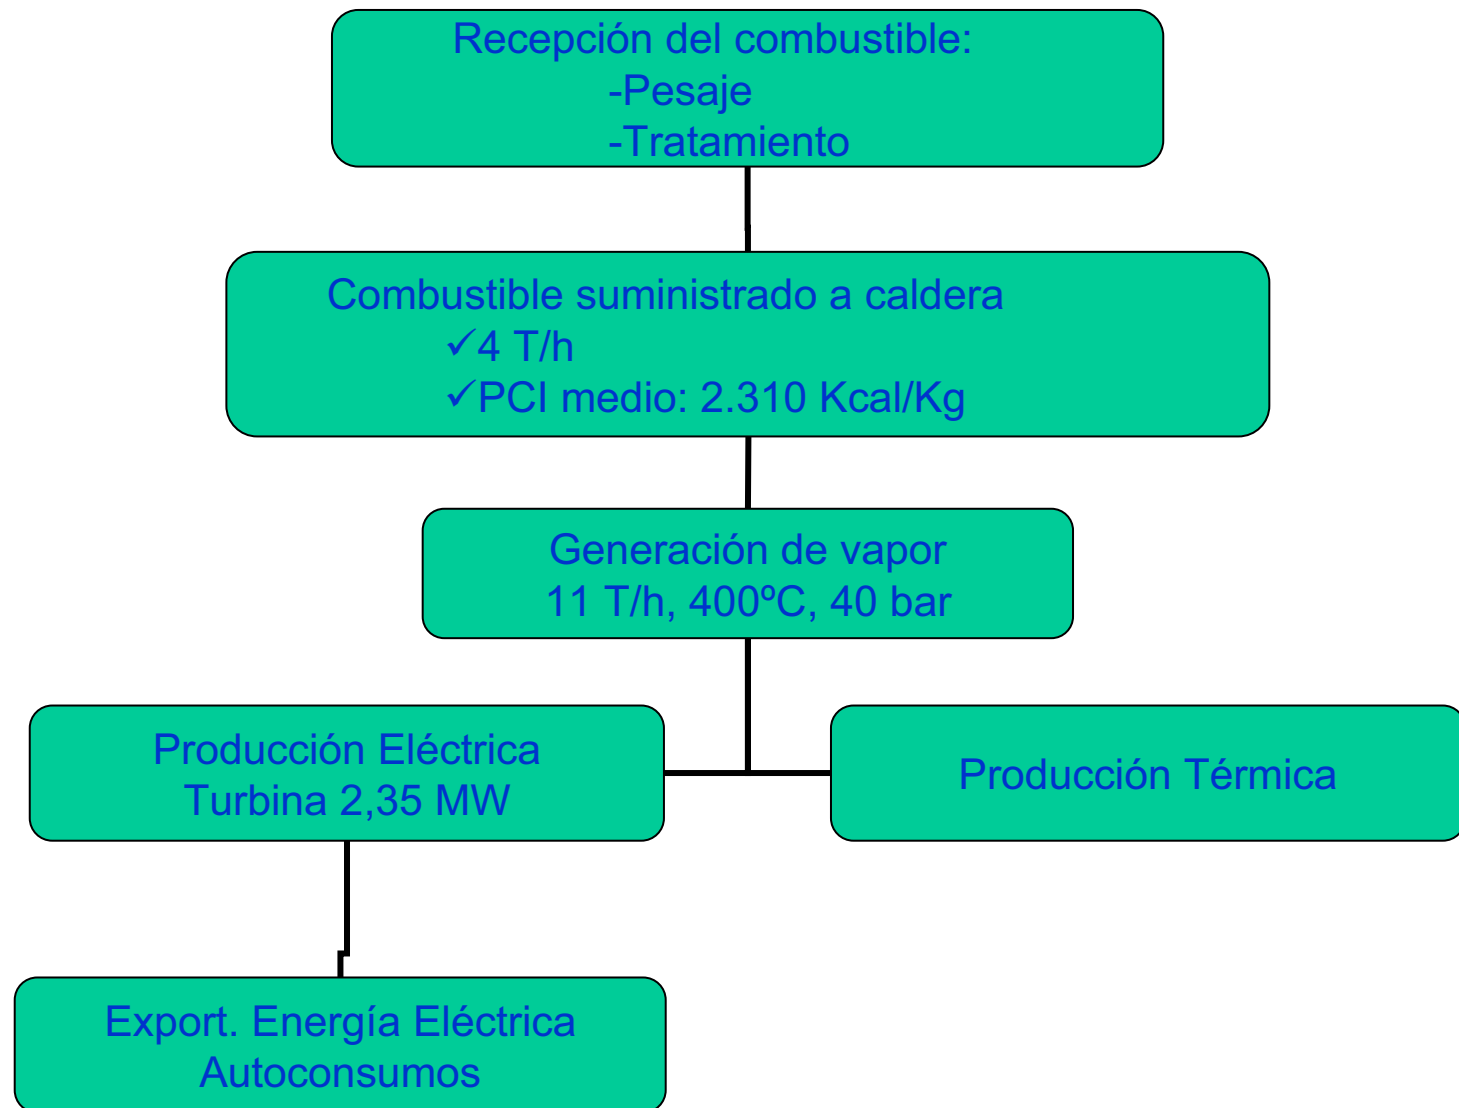 Recepción del combustible:
-Pesaje
-Tratamiento
Combustible suministrado a caldera
✓4 T/h
✓PCI medio: 2.310 Kcal/Kg
Generación de vapor
11 T/h, 400ºC, 40 bar
Producción Eléctrica
Turbina 2,35 MW
Producción Térmica
Export. Energía Eléctrica
Autoconsumos